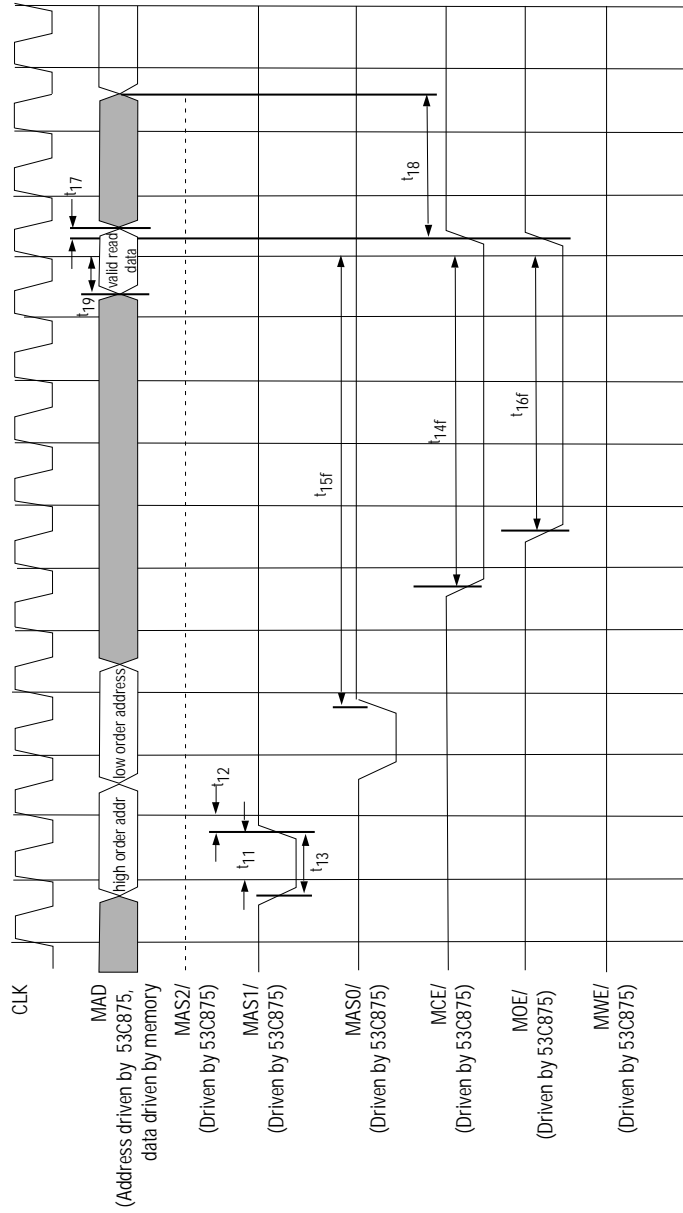 CLK
MAD
(Address driven by 53C875,
data driven by memory
high order addr
low order address
valid read
data
t19
t17
MAS2/
(Driven by 53C875)
t12
MAS1/
(Driven by 53C875)
t11
t13
MAS0/
(Driven by 53C875)
t15f
MCE/
(Driven by 53C875)
t14f
t18
MOE/
(Driven by 53C875)
t16f
MWE/
(Driven by 53C875)